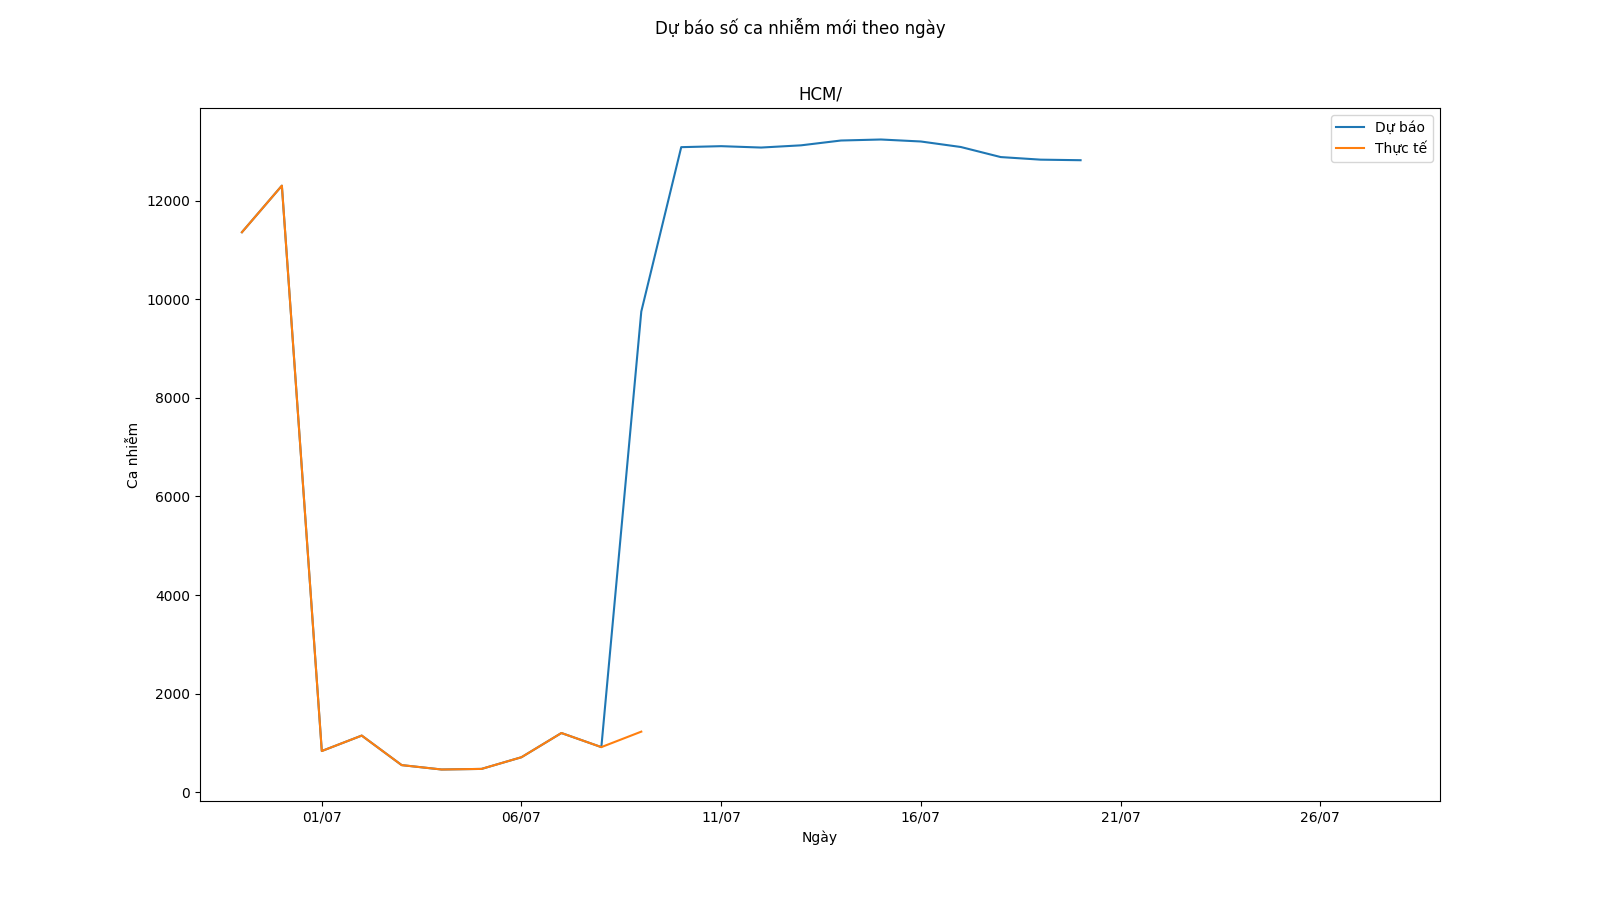 Dự báo số ca nhiễm mới theo ngày
HCM/
Dự báo
Thực tế
12000
10000
8000
6000
4000
2000
0
Ca nhiễm
01/07 06/07 11/07 16/07 21/07 26/07
Ngày